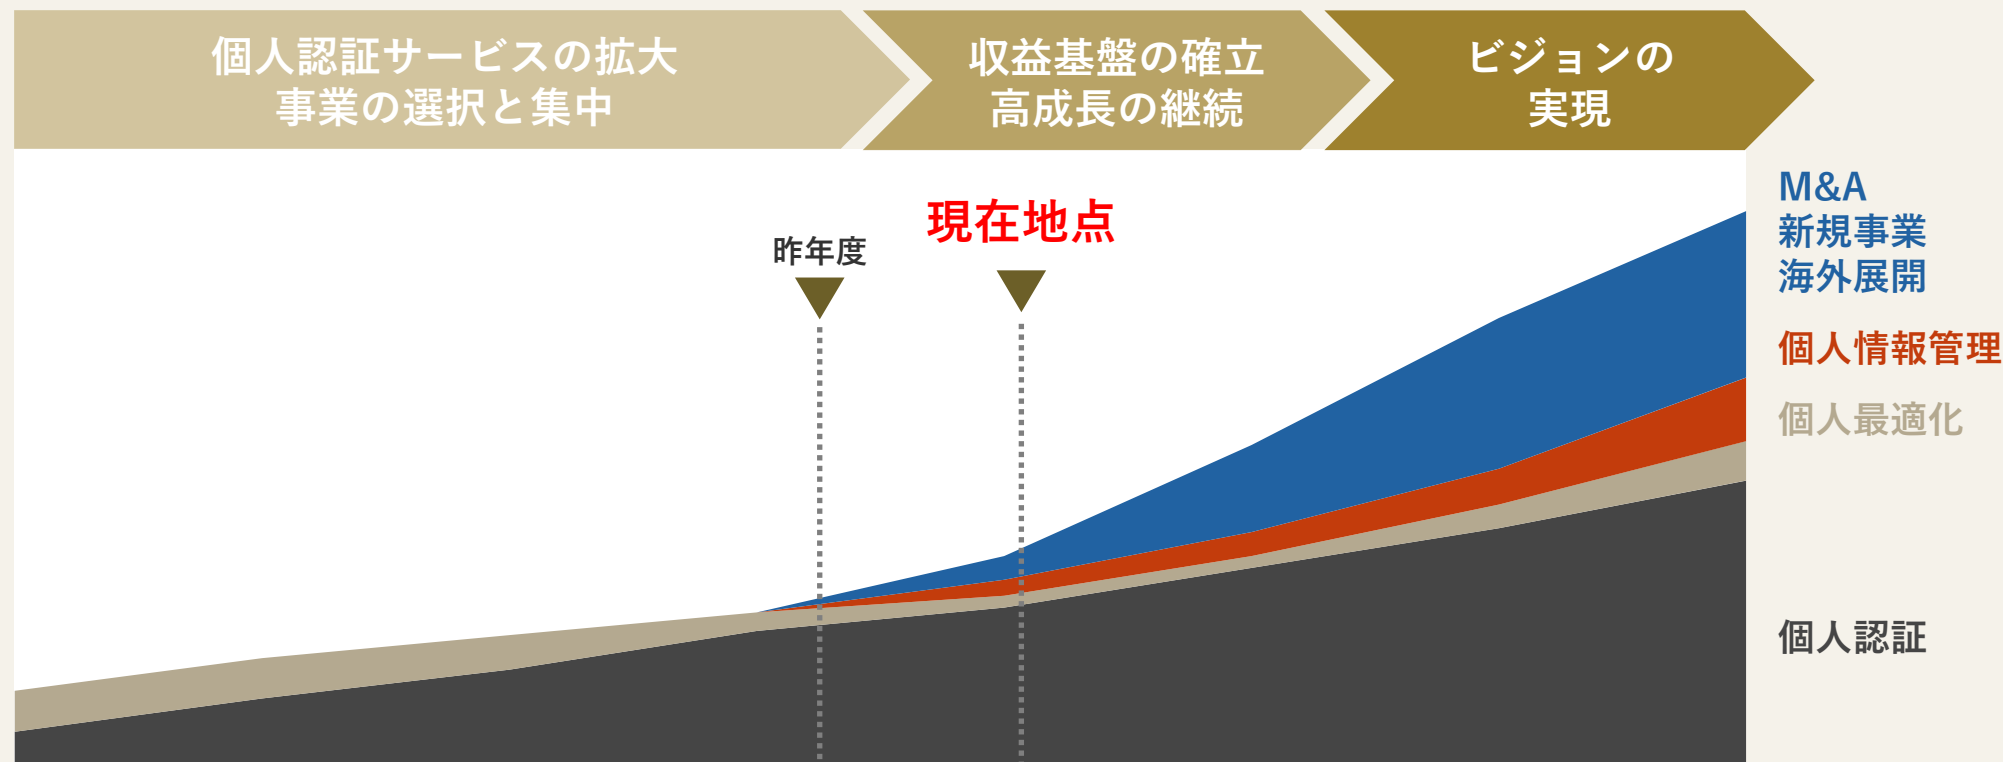 個人認証サービスの拡大
事業の選択と集中
収益基盤の確立
高成長の継続
ビジョンの
実現
昨年度
現在地点
M&A
新規事業
海外展開
個人情報管理
個人最適化
個人認証